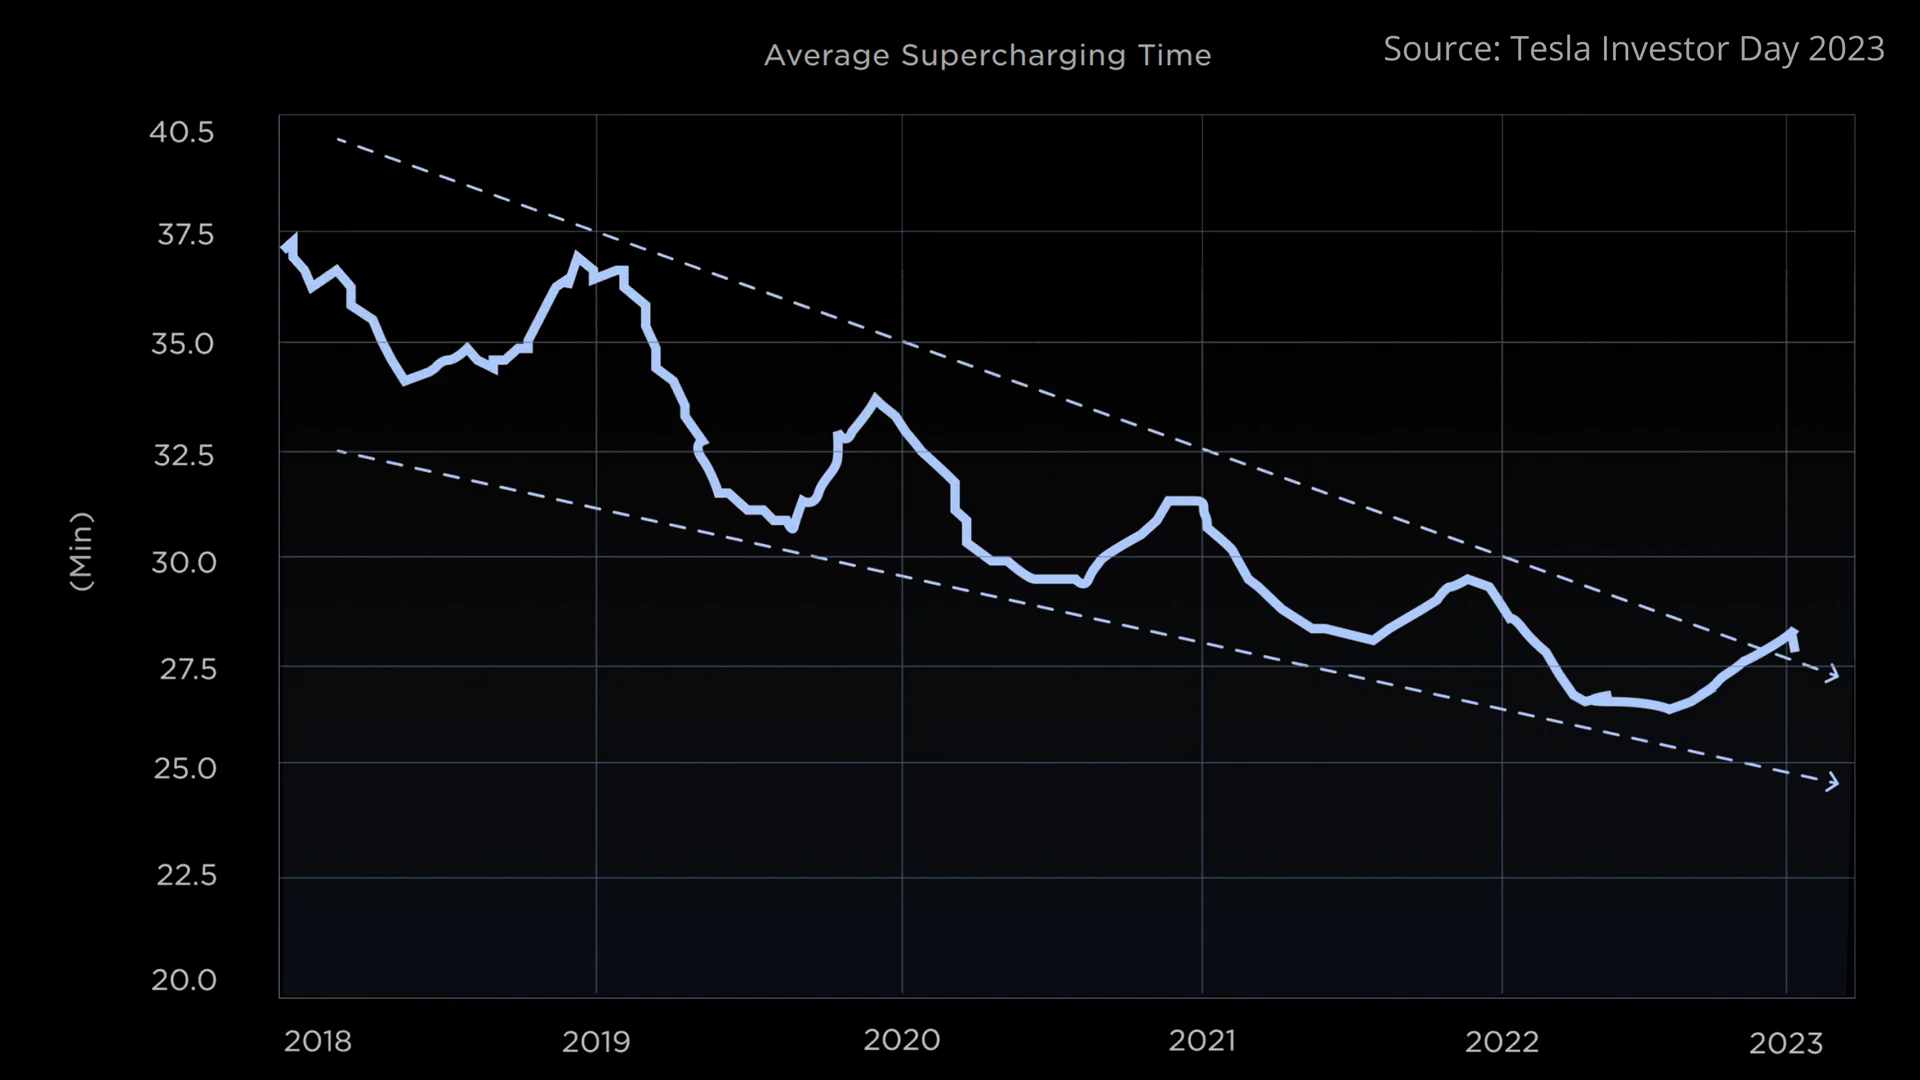 Average Supercharging Time
Source: Tesla Investor Day 2023
40.5
37.5
35.0
32.5
30.0
27.5
25.0
22.5
20.0
(Min)
2018 2019 2020 2021 2022 2023